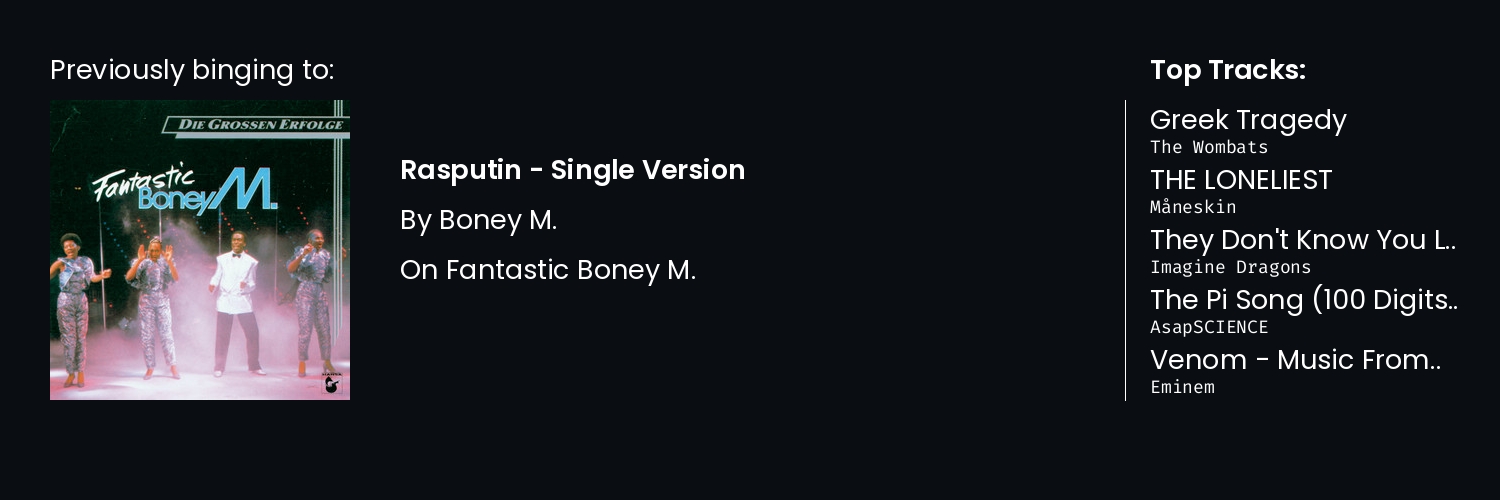 Previously binging to:
DIE GROSSEN ERFOLGE
Fantastic
Boney M.
Rasputin - Single Version
By Boney M.
On Fantastic Boney M.
Top Tracks:
Greek Tragedy
The Wombats
THE LONELIEST
Måneskin
They Don't Know You L..
Imagine Dragons
The Pi Song (100 Digits..
AsapSCIENCE
Venom - Music From..
Eminem